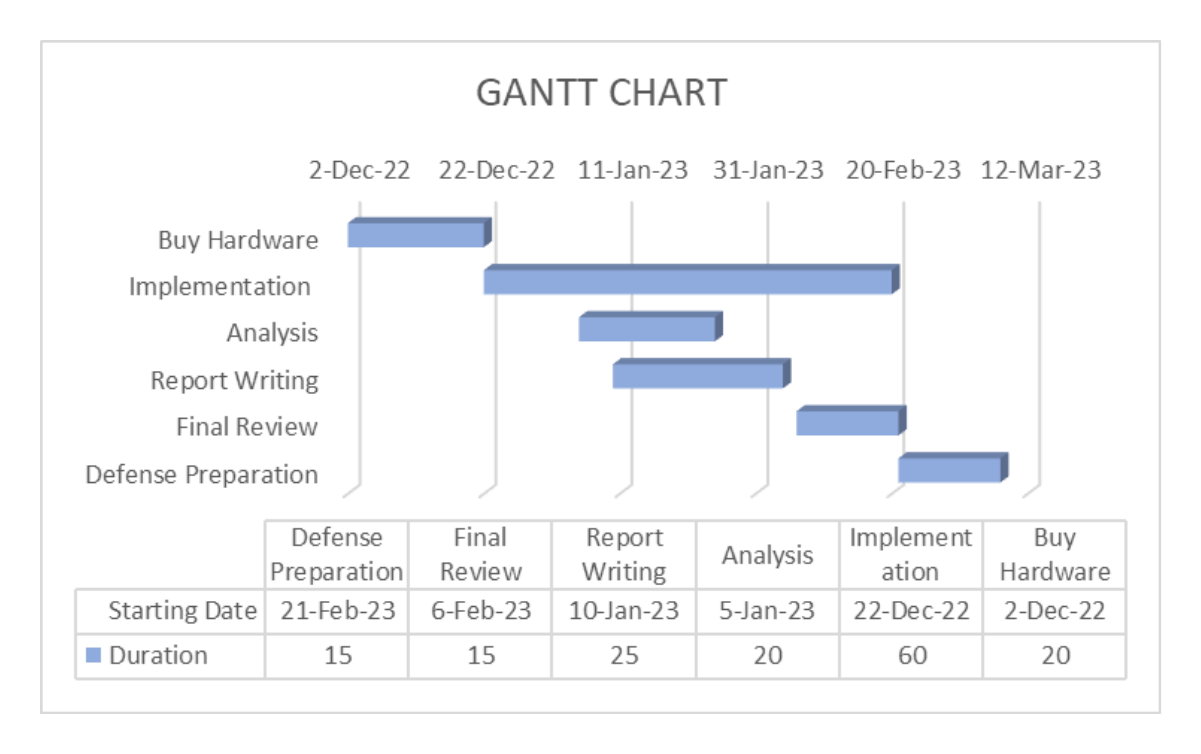 GANTT CHART
2-Dec-22 22-Dec-22 11-Jan-23 31-Jan-23 20-Feb-23 12-Mar-23
Buy Hardware
Implementation
Analysis
Report Writing
Final Review
Defense Preparation
Defense Final Report Analysis Implement Buy
Preparation Review Writing ation Hardware
Starting Date 21-Feb-23 6-Feb-23 10-Jan-23 5-Jan-23 22-Dec-22 2-Dec-22
Duration 15 15 25 20 60 20